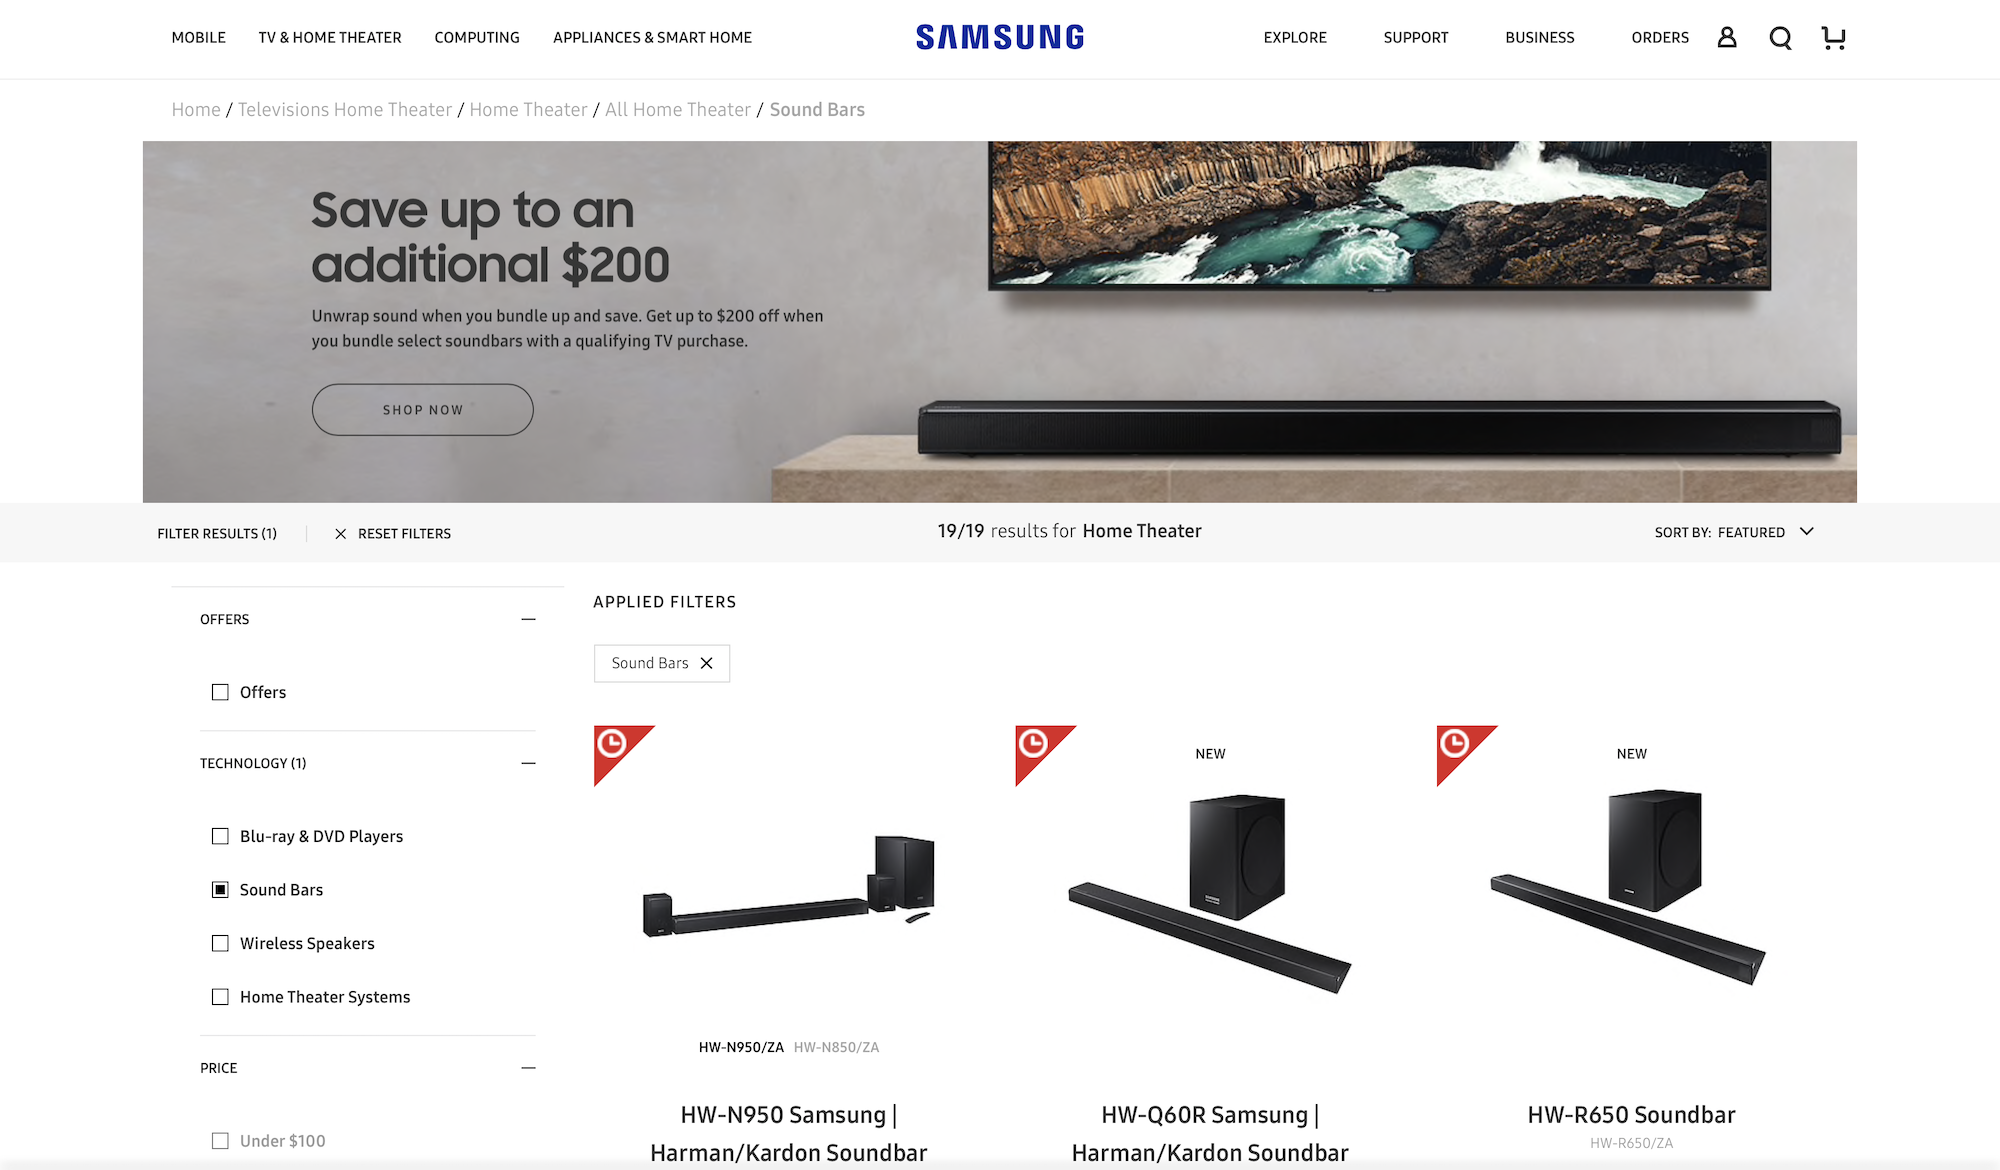 MOBILE TV & HOME THEATER COMPUTING APPLIANCES & SMART HOME SAMSUNG EXPLORE SUPPORT BUSINESS ORDERS
Home / Televisions Home Theater / Home Theater / All Home Theater / Sound Bars
Save up to an
additional $200
Unwrap sound when you bundle up and save. Get up to $200 off when
you bundle select soundbars with a qualifying TV purchase.
SHOP NOW
FILTER RESULTS (1) RESET FILTERS 19/19 results for Home Theater SORT BY: FEATURED
OFFERS
Offers
TECHNOLOGY (1)
Blu-ray & DVD Players
Sound Bars
Wireless Speakers
Home Theater Systems
PRICE
Under $100
APPLIED FILTERS
Sound Bars
HW-N950/ZA HW-N850/ZA
HW-N950 Samsung |
Harman/Kardon Soundbar
NEW
HW-Q60R Samsung |
Harman/Kardon Soundbar
NEW
HW-R650 Soundbar
HW-R650/ZA